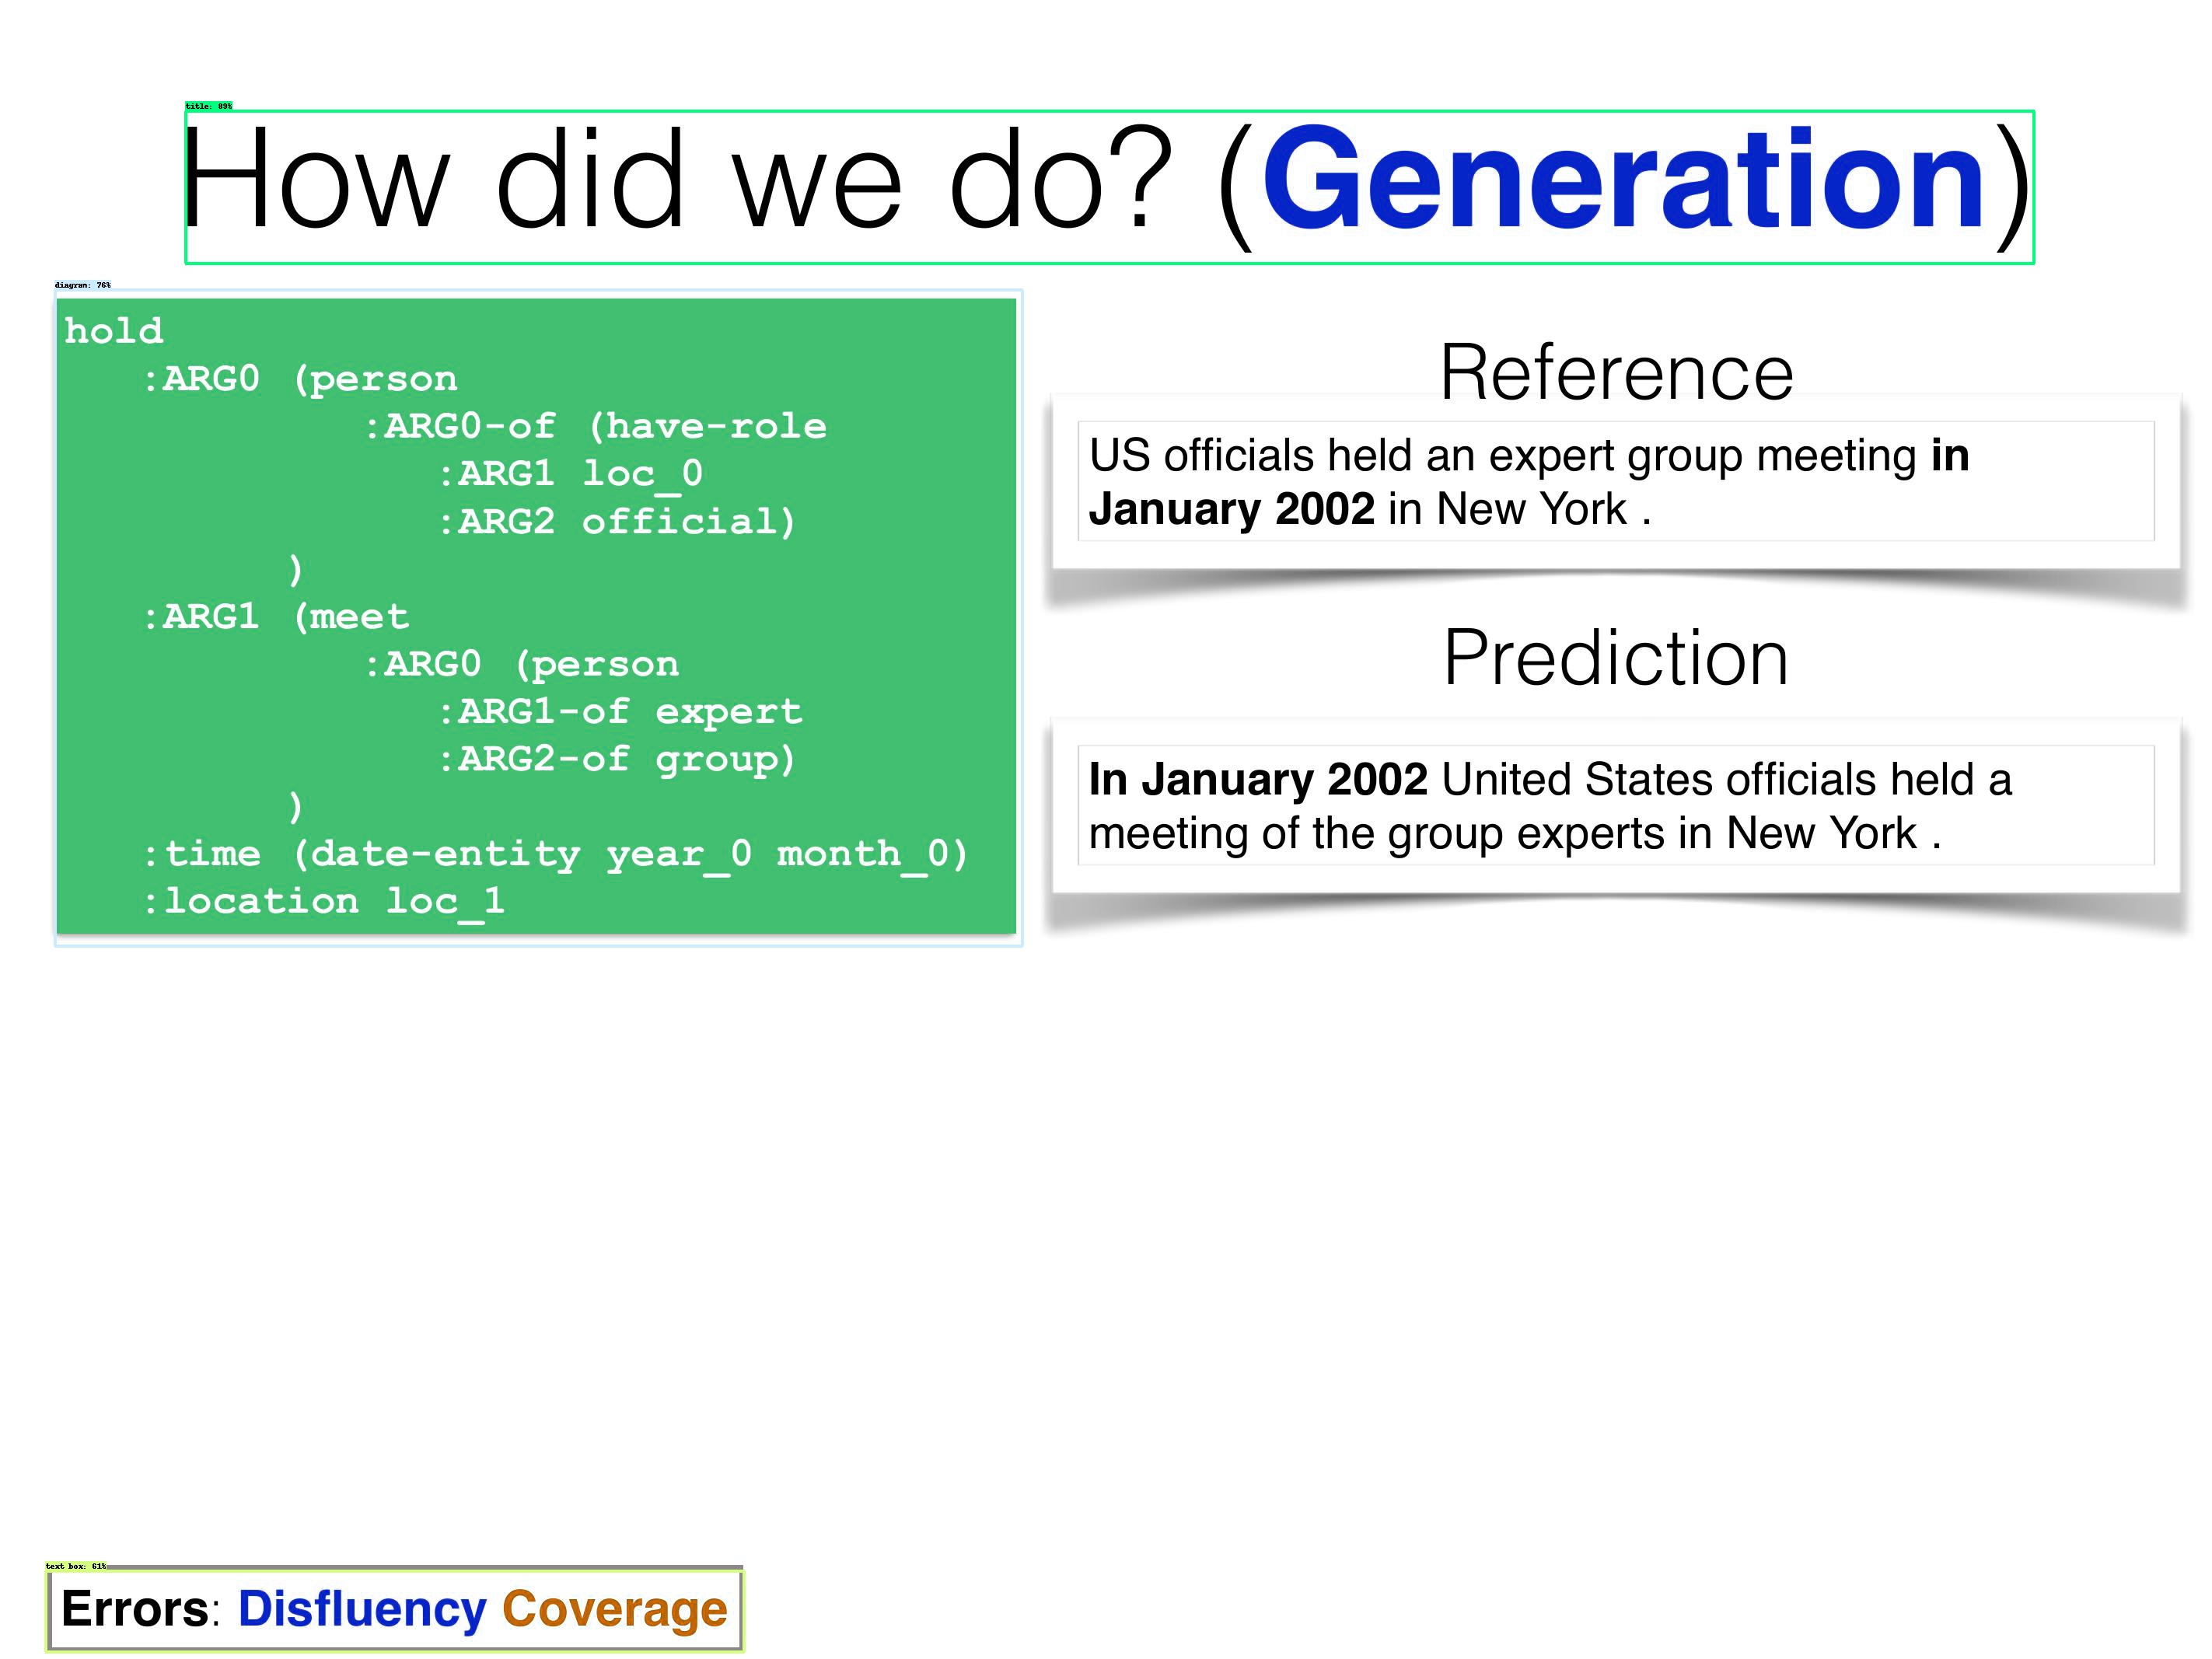 title: 89%
How did we do? (Generation)
diagram: 76%
hold
:ARG0 (person
:ARG0-of (have-role
:ARG1 loc_0
:ARG2 official)
)
:ARG1 (meet
:ARG0 (person
:ARG1-of expert
:ARG2-of group)
)
:time (date-entity year_0 month_0)
:location loc_1
Reference
US officials held an expert group meeting in
January 2002 in New York .
Prediction
In January 2002 United States officials held a
meeting of the group experts in New York .
text box: 61%
Errors: Disfluency Coverage